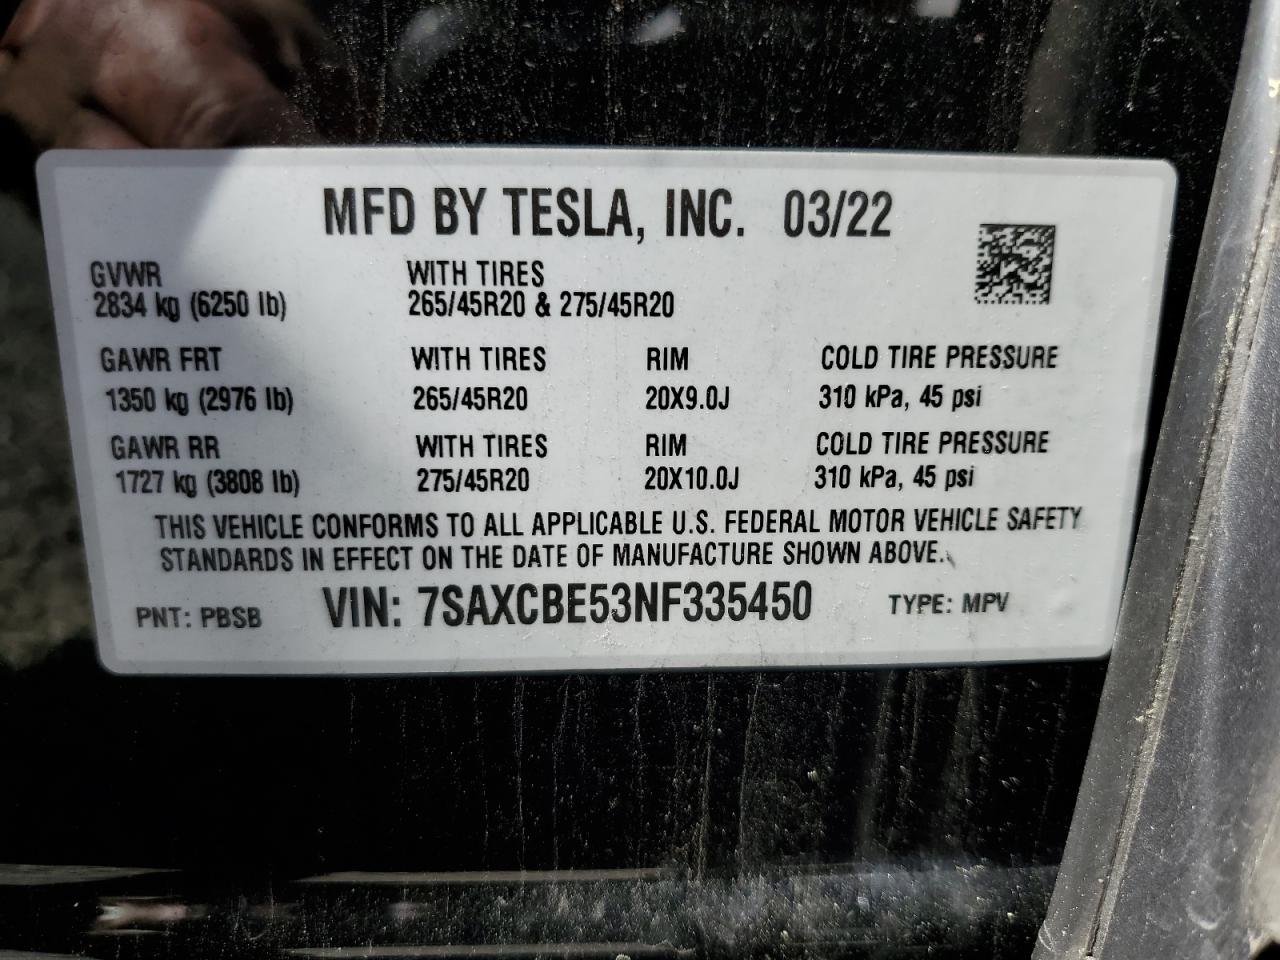 MFD BY TESLA, INC. 03/22
GVWR WITH TIRES
2834 kg (6250 lb) 265/45R20 & 275/45R20
GAWR FRT WITH TIRES RIM COLD TIRE PRESSURE
1350 kg (2976 lb) 265/45R20 20X9.0J 310 kPa, 45 psi
GAWR RR WITH TIRES RIM COLD TIRE PRESSURE
1727 kg (3808 lb) 275/45R20 20X10.0J 310 kPa, 45 psi
THIS VEHICLE CONFORMS TO ALL APPLICABLE U.S. FEDERAL MOTOR VEHICLE SAFETY
STANDARDS IN EFFECT ON THE DATE OF MANUFACTURE SHOWN ABOVE.
PNT: PBSB VIN: 7SAXCBE53NF335450 TYPE: MPV